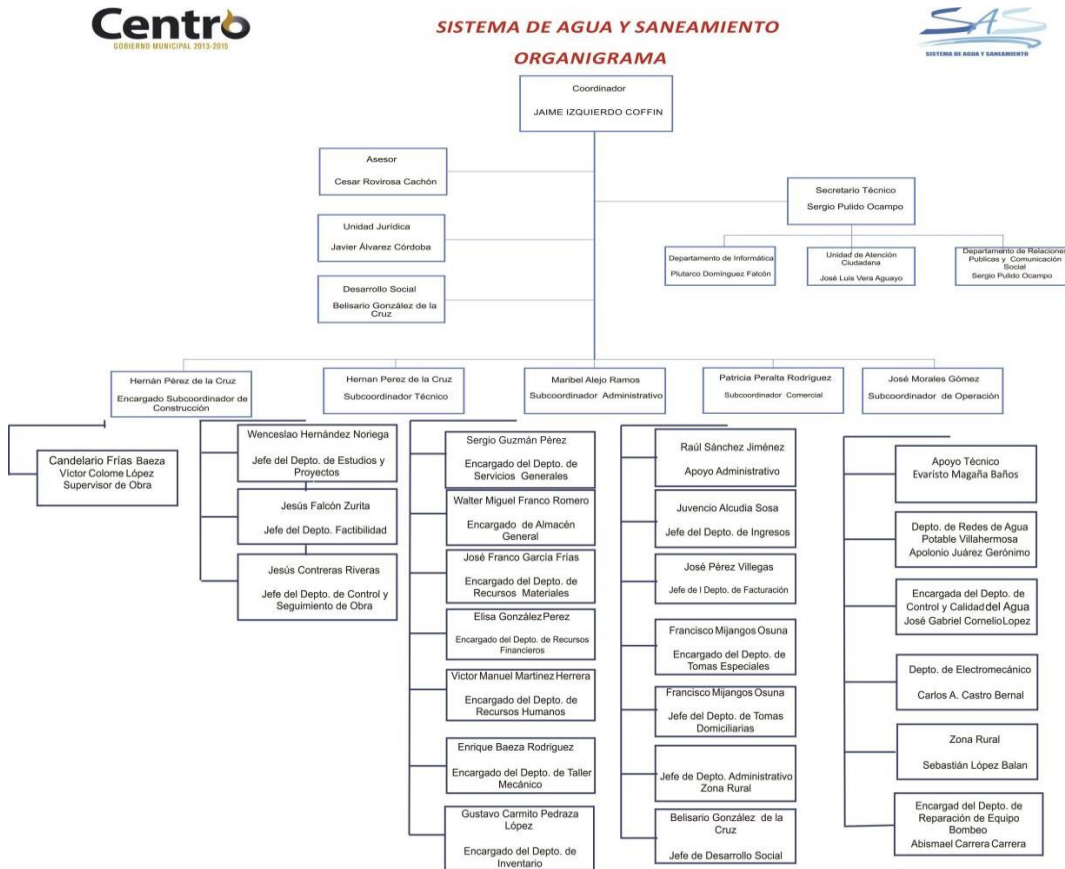 Centro
GOBIERNO MUNICIPAL 2013-2015
SISTEMA DE AGUA Y SANEAMIENTO
ORGANIGRAMA
SAS
SISTEMA DE AGUA Y SANEAMIENTO
Coordinador
JAIME IZQUIERDO COFFIN
Asesor
Cesar Rovirosa Cachón
Secretario Técnico
Sergio Pulido Ocampo
Unidad Jurídica
Javier Álvarez Córdoba
Departamento de Informática
Plutarco Domínguez Falcón
Unidad de Atención
Ciudadana
José Luis Vera Aguayo
Departamento de Relaciones
Publicas y Comunicación
Social
Sergio Pulido Ocampo
Desarrollo Social
Belisario González de la
Cruz
Hernán Pérez de la Cruz
Encargado Subcoordinador de
Construcción
Hernan Perez de la Cruz
Subcoordinador Técnico
Maribel Alejo Ramos
Subcoordinador Administrativo
Patricia Peralta Rodríguez
Subcoordinador Comercial
José Morales Gómez
Subcoordinador de Operación
Candelario Frías Baeza
Víctor Colome López
Supervisor de Obra
Wenceslao Hernández Noriega
Jefe del Depto. de Estudios y
Proyectos
Jesús Falcón Zurita
Jefe del Depto. Factibilidad
Jesús Contreras Riveras
Jefe del Depto. de Control y
Seguimiento de Obra
Sergio Guzmán Pérez
Encargado del Depto. de
Servicios Generales
Walter Miguel Franco Romero
Encargado de Almacén
General
José Franco García Frías
Encargado del Depto. de
Recursos Materiales
Elisa González Perez
Encargado del Depto. de Recursos
Financieros
Victor Manuel Martinez Herrera
Encargado del Depto. de
Recursos Humanos
Enrique Baeza Rodriguez
Encargado del Depto. de Taller
Mecánico
Gustavo Carmito Pedraza
López
Encargado del Depto. de
Inventario
Raúl Sánchez Jiménez
Apoyo Administrativo
Juvencio Alcudia Sosa
Jefe del Depto. de Ingresos
José Pérez Villegas
Jefe de l Depto. de Facturación
Francisco Mijangos Osuna
Encargado del Depto. de
Tomas Especiales
Francisco Mijangos Osuna
Jefe del Depto. de Tomas
Domiciliarias
Jefe de Depto. Administrativo
Zona Rural
Belisario González de la
Cruz
Jefe de Desarrollo Social
Apoyo Técnico
Evaristo Magaña Baños
Depto. de Redes de Agua
Potable Villahermosa
Apolonio Juárez Gerónimo
Encargada del Depto. de
Control y Calidad del Agua
José Gabriel Cornelio Lopez
Depto. de Electromecánico
Carlos A. Castro Bernal
Zona Rural
Sebastián López Balan
Encargad del Depto. de
Reparación de Equipo
Bombeo
Abismael Carrera Carrera